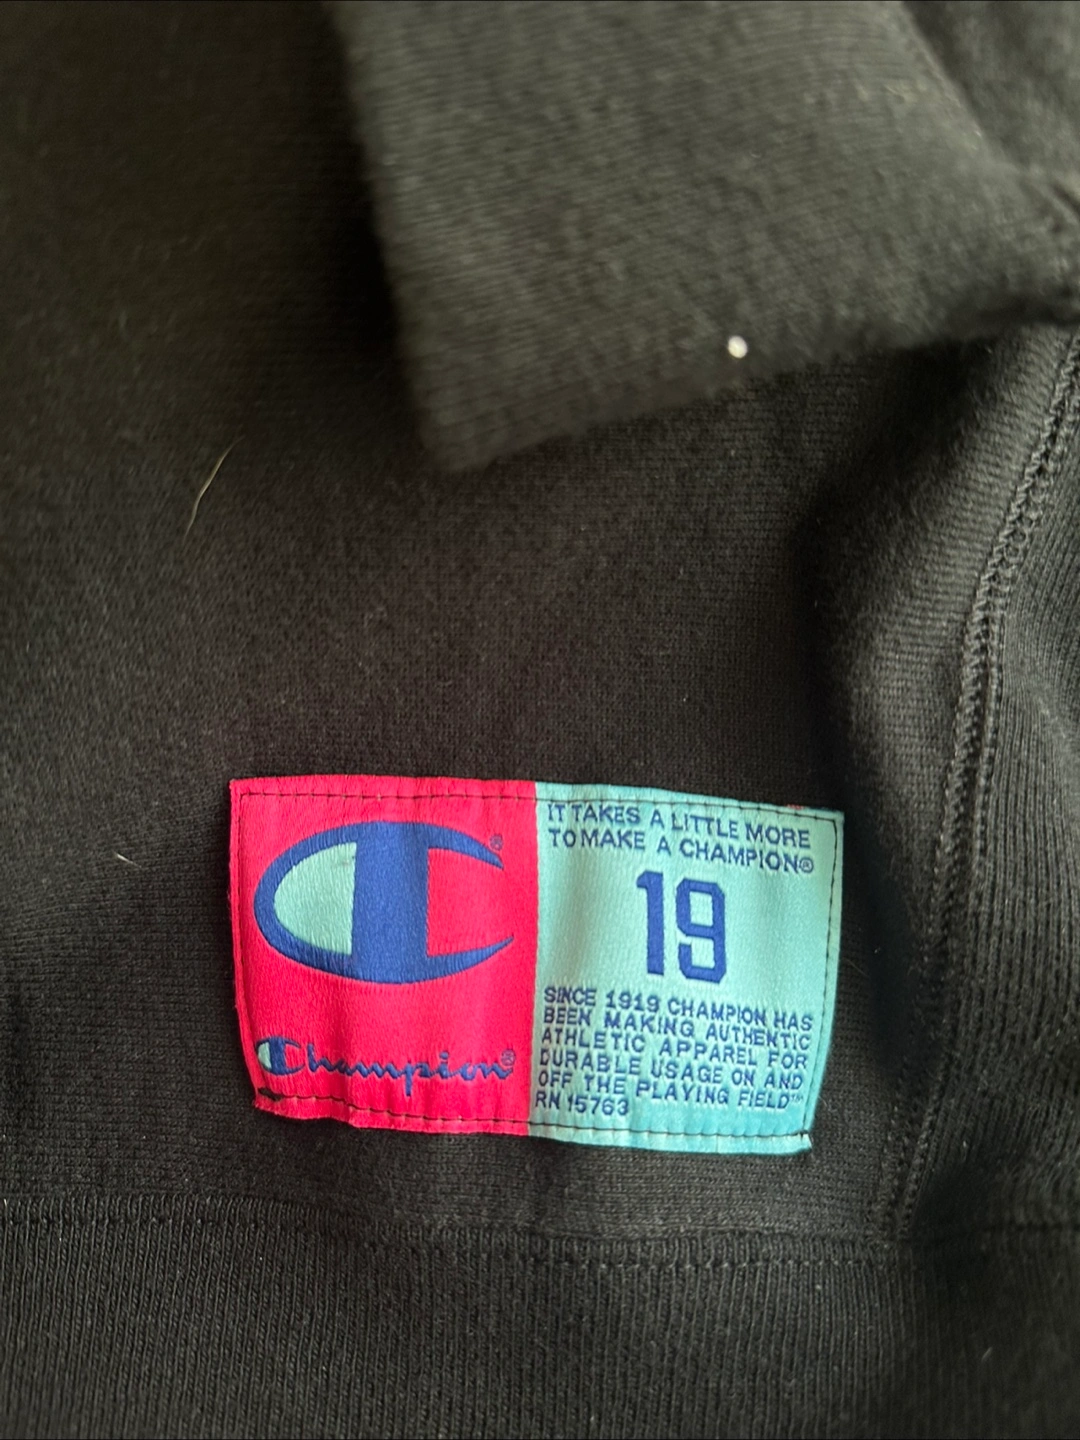 Champion®
IT TAKES A LITTLE MORE
TO MAKE A CHAMPION®
19
SINCE 1919 CHAMPION HAS
BEEN MAKING AUTHENTIC
ATHLETIC APPAREL FOR
DURABLE USAGE ON AND
OFF THE PLAYING FIELD™
RN 15763